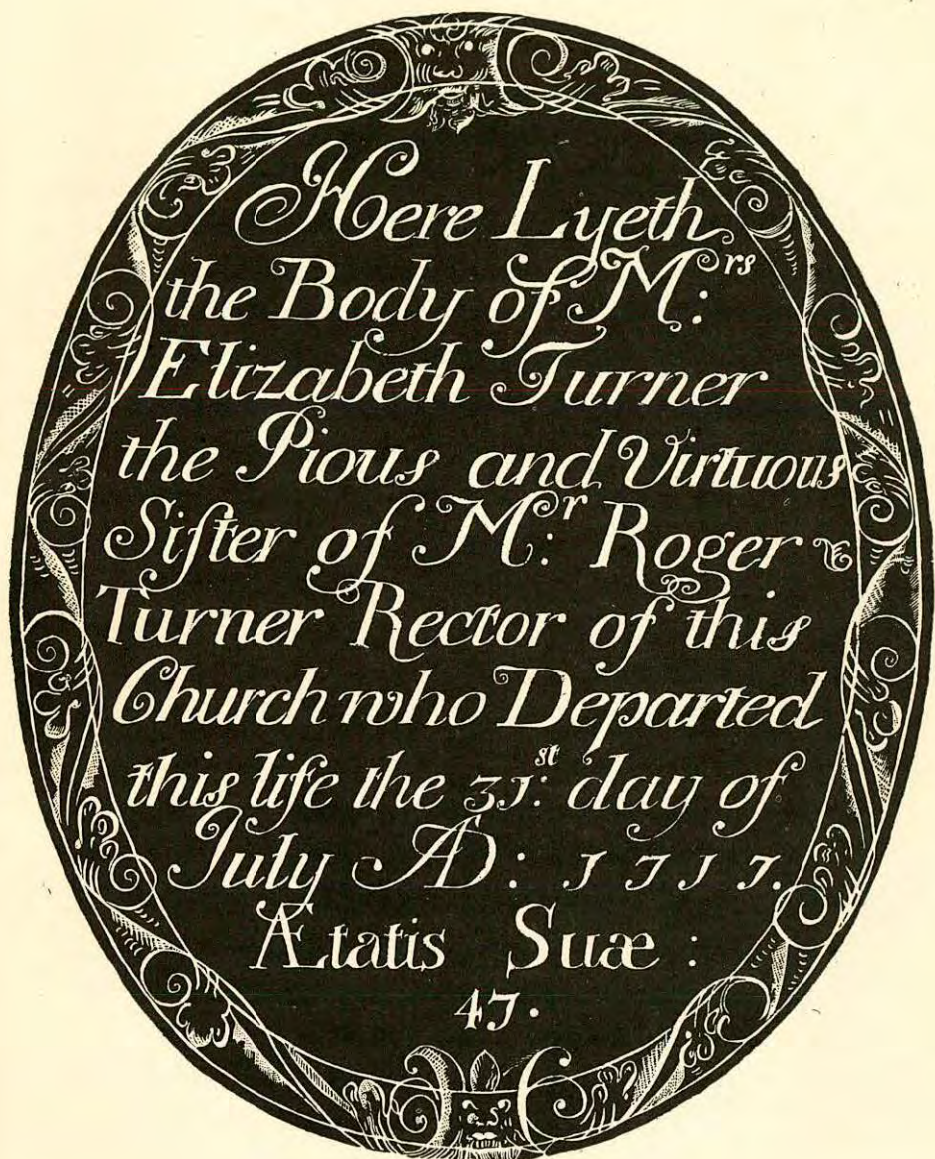 Here Lyeth
the Body of Mrs:
Elizabeth Turner
the Pious and Virtuous
Siſter of Mr: Roger
Turner Rector of this
Church who Departed
this life the 31st: day of
July AD: 1717.
Ætatis Suæ:
41.